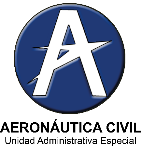 A
AERONÁUTICA CIVIL
Unidad Administrativa Especial